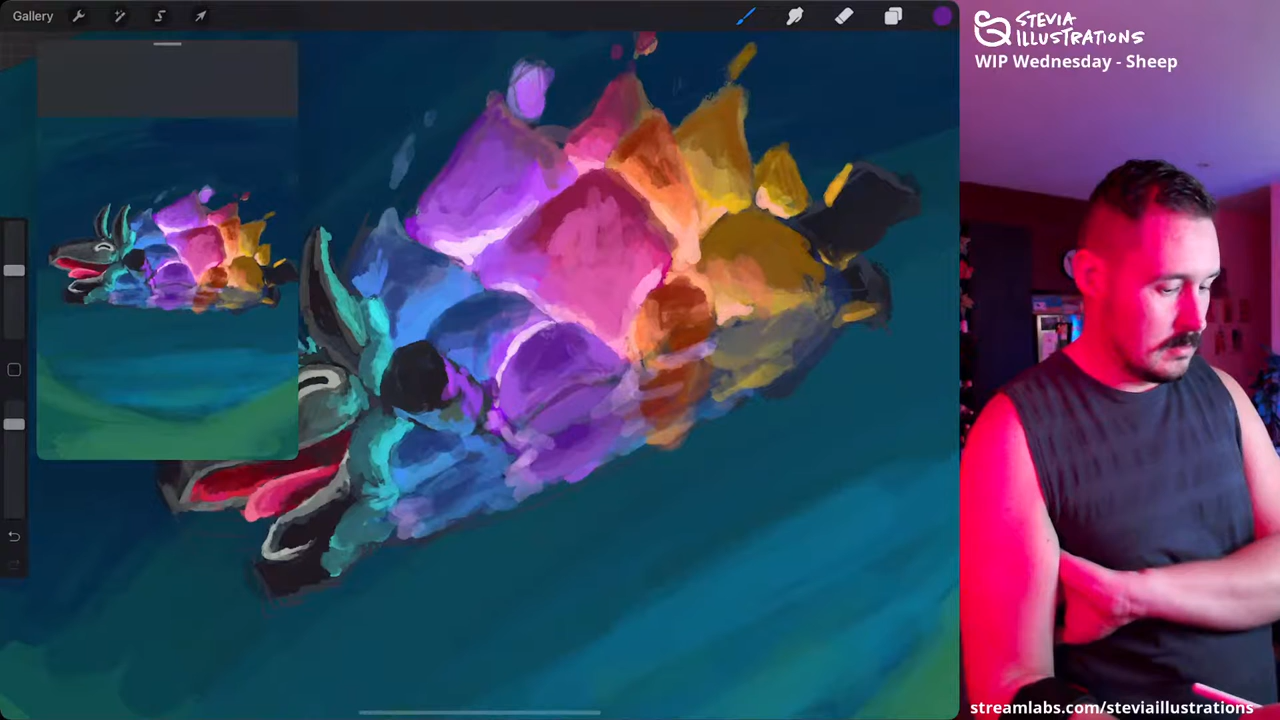 Gallery
STEVIA
ILLUSTRATIONS
WIP Wednesday - Sheep
streamlabs.com/steviaillustrations